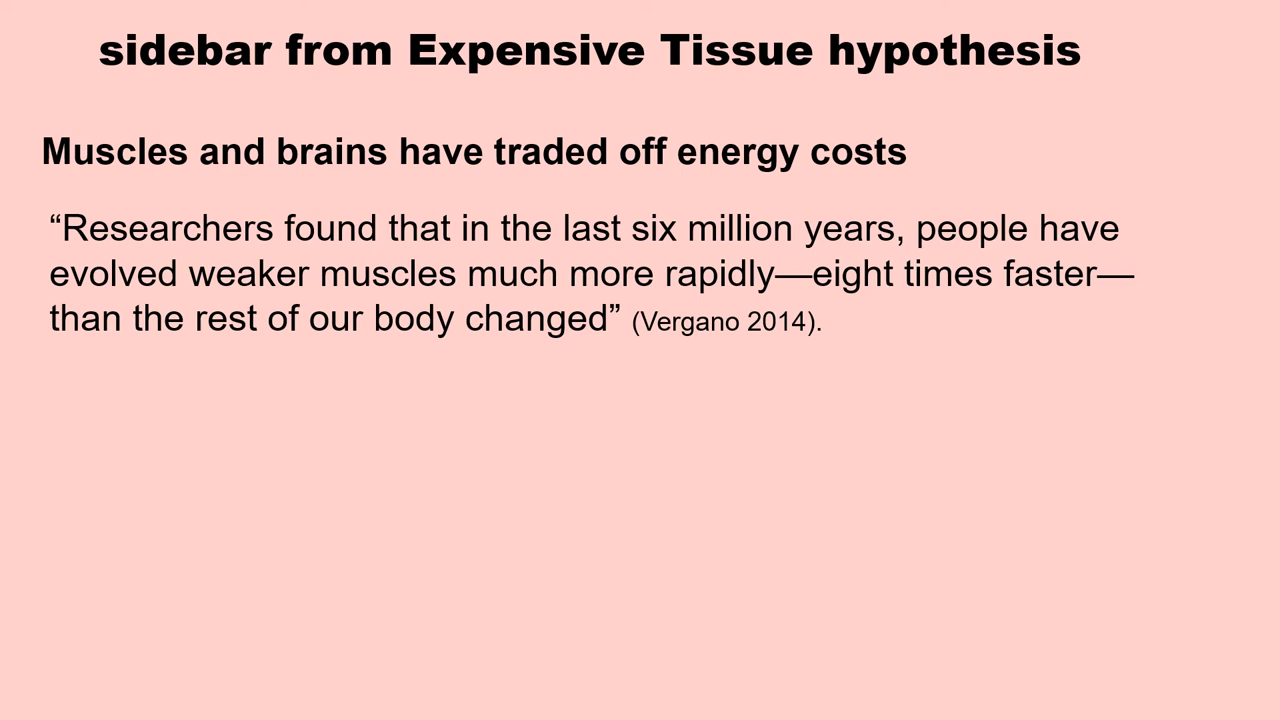 sidebar from Expensive Tissue hypothesis
Muscles and brains have traded off energy costs
“Researchers found that in the last six million years, people have
evolved weaker muscles much more rapidly—eight times faster—
than the rest of our body changed” (Vergano 2014).